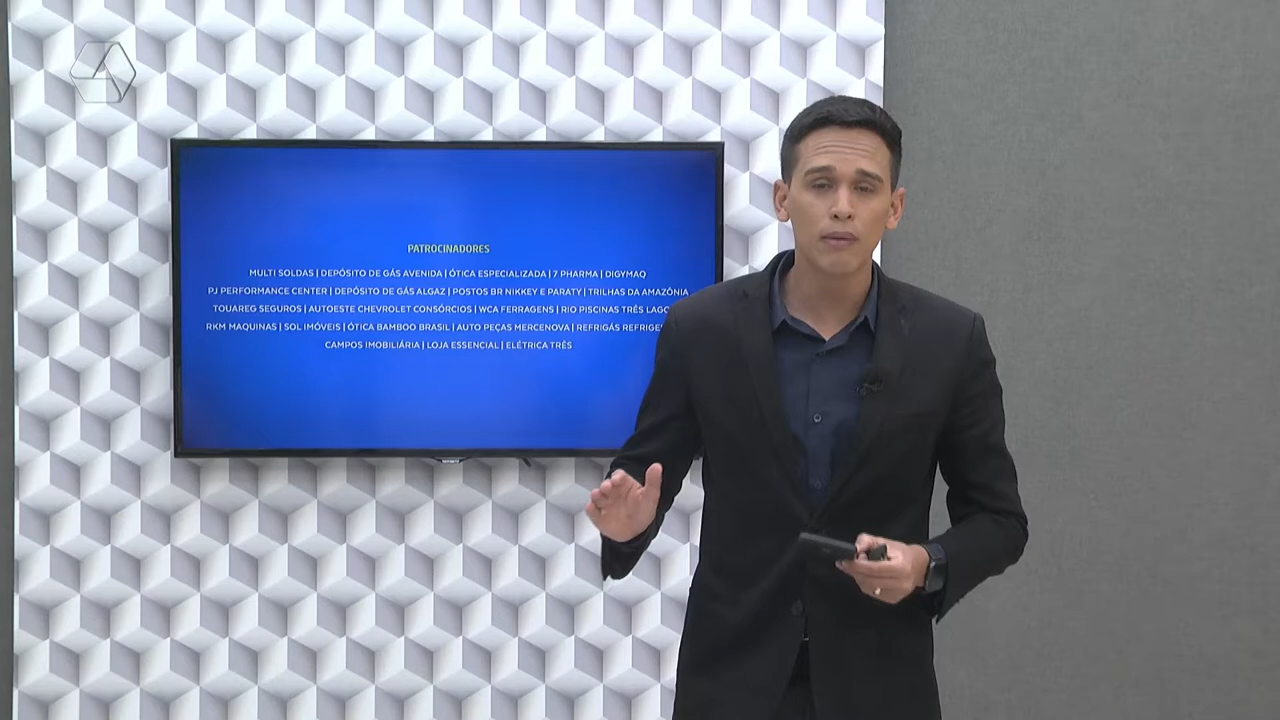 PATROCINADORES
MULTI SOLDAS | DEPÓSITO DE GÁS AVENIDA | ÓTICA ESPECIALIZADA | 7 PHARMA | DIGYMAQ
PJ PERFORMANCE CENTER | DEPÓSITO DE GÁS ALGAZ | POSTOS BR NIKKEY E PARATY | TRILHAS DA AMAZÔNIA
TOUAREG SEGUROS | AUTOESTE CHEVROLET CONSÓRCIOS | WCA FERRAGENS | RIO PISCINAS TRÊS LAGO
RKM MAQUINAS | SOL IMÓVEIS | ÓTICA BAMBOO BRASIL | AUTO PEÇAS MERCENOVA | REFRIGÁS REFRIGE
CAMPOS IMOBILIÁRIA | LOJA ESSENCIAL | ELÉTRICA TRÊS